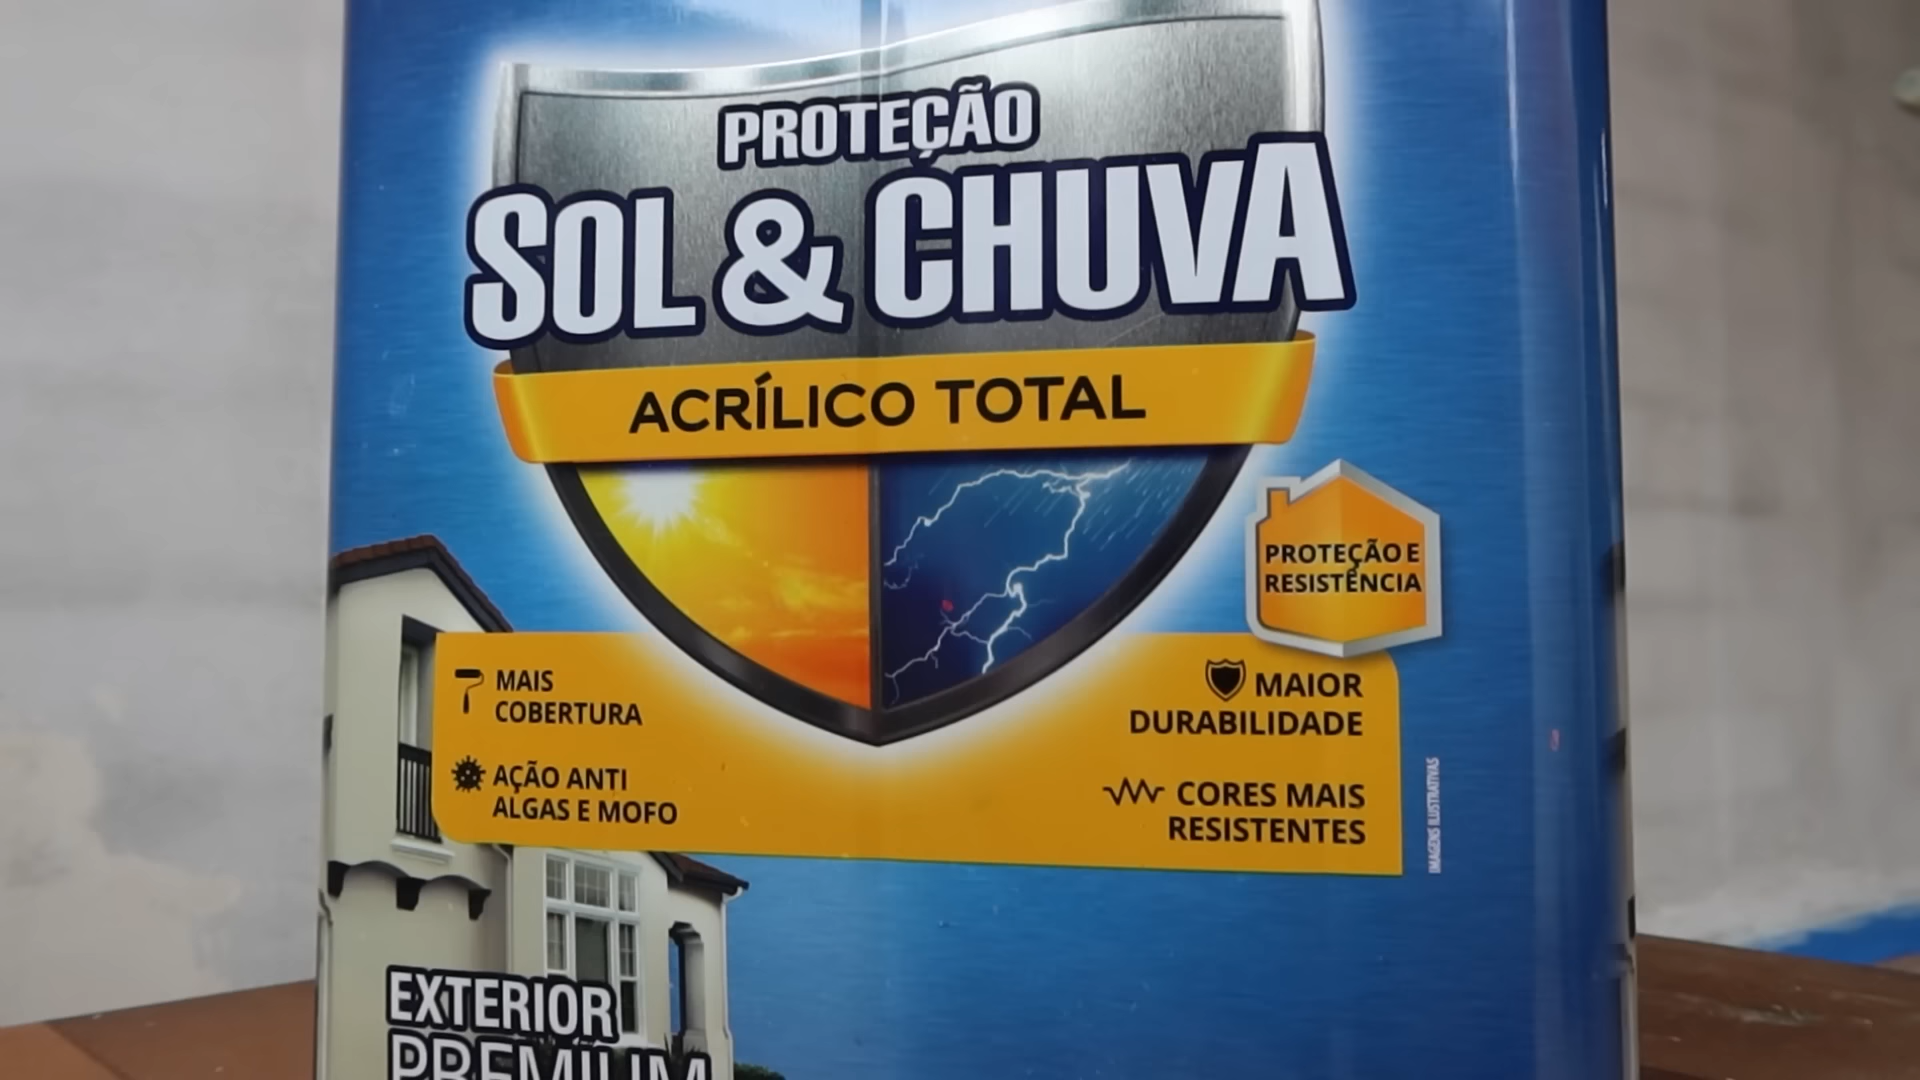 PROTEÇÃO
SOL & CHUVA
ACRÍLICO TOTAL
PROTEÇÃO E
RESISTÊNCIA
MAIS
COBERTURA
AÇÃO ANTI
ALGAS E MOFO
MAIOR
DURABILIDADE
CORES MAIS
RESISTENTES
IMAGENS ILUSTRATIVAS
EXTERIOR
PREMIUM